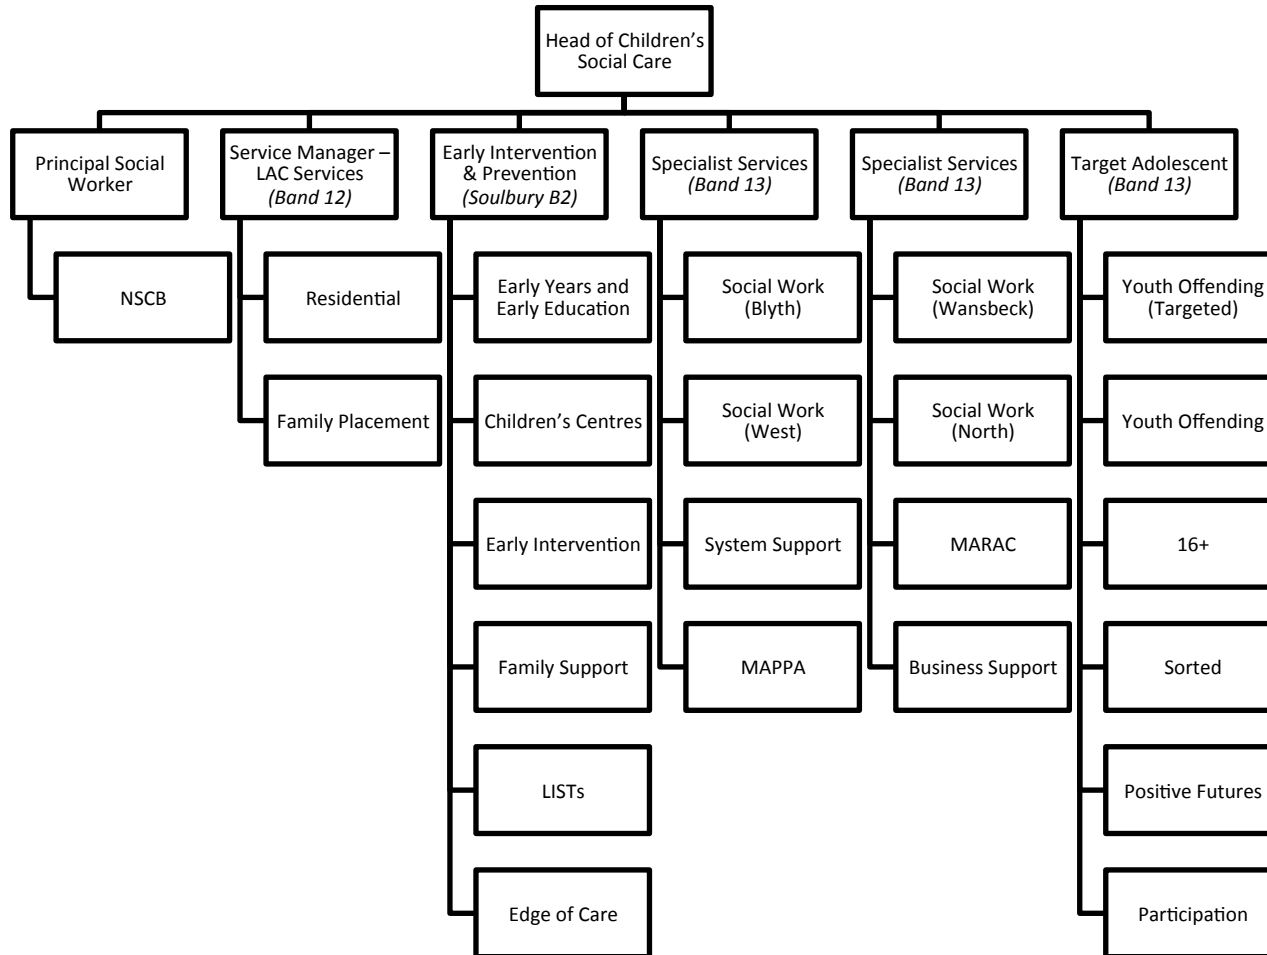 Head of Children’s
Social Care
Principal Social
Worker
Service Manager –
LAC Services
(Band 12)
Early Intervention
& Prevention
(Soulbury B2)
Specialist Services
(Band 13)
Specialist Services
(Band 13)
Target Adolescent
(Band 13)
NSCB
Residential
Family Placement
Early Years and
Early Education
Children’s Centres
Early Intervention
Family Support
LISTs
Edge of Care
Social Work
(Blyth)
Social Work
(West)
System Support
MAPPA
Social Work
(Wansbeck)
Social Work
(North)
MARAC
Business Support
Youth Offending
(Targeted)
Youth Offending
16+
Sorted
Positive Futures
Participation